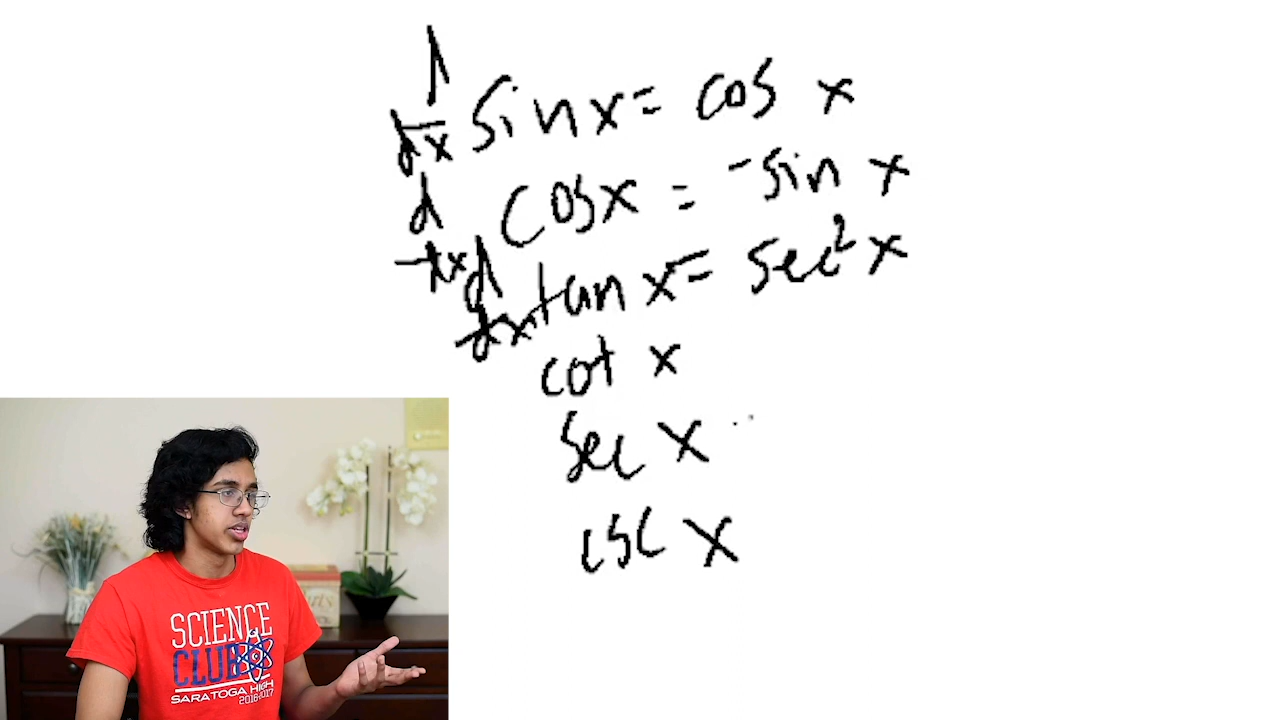 d
dx sin x = cos x
d
dx cos x = -sin x
d
dx tan x = sec² x
cot x
sec x
csc x
SCIENCE
CLUB
SARATOGA HIGH
2016-2017